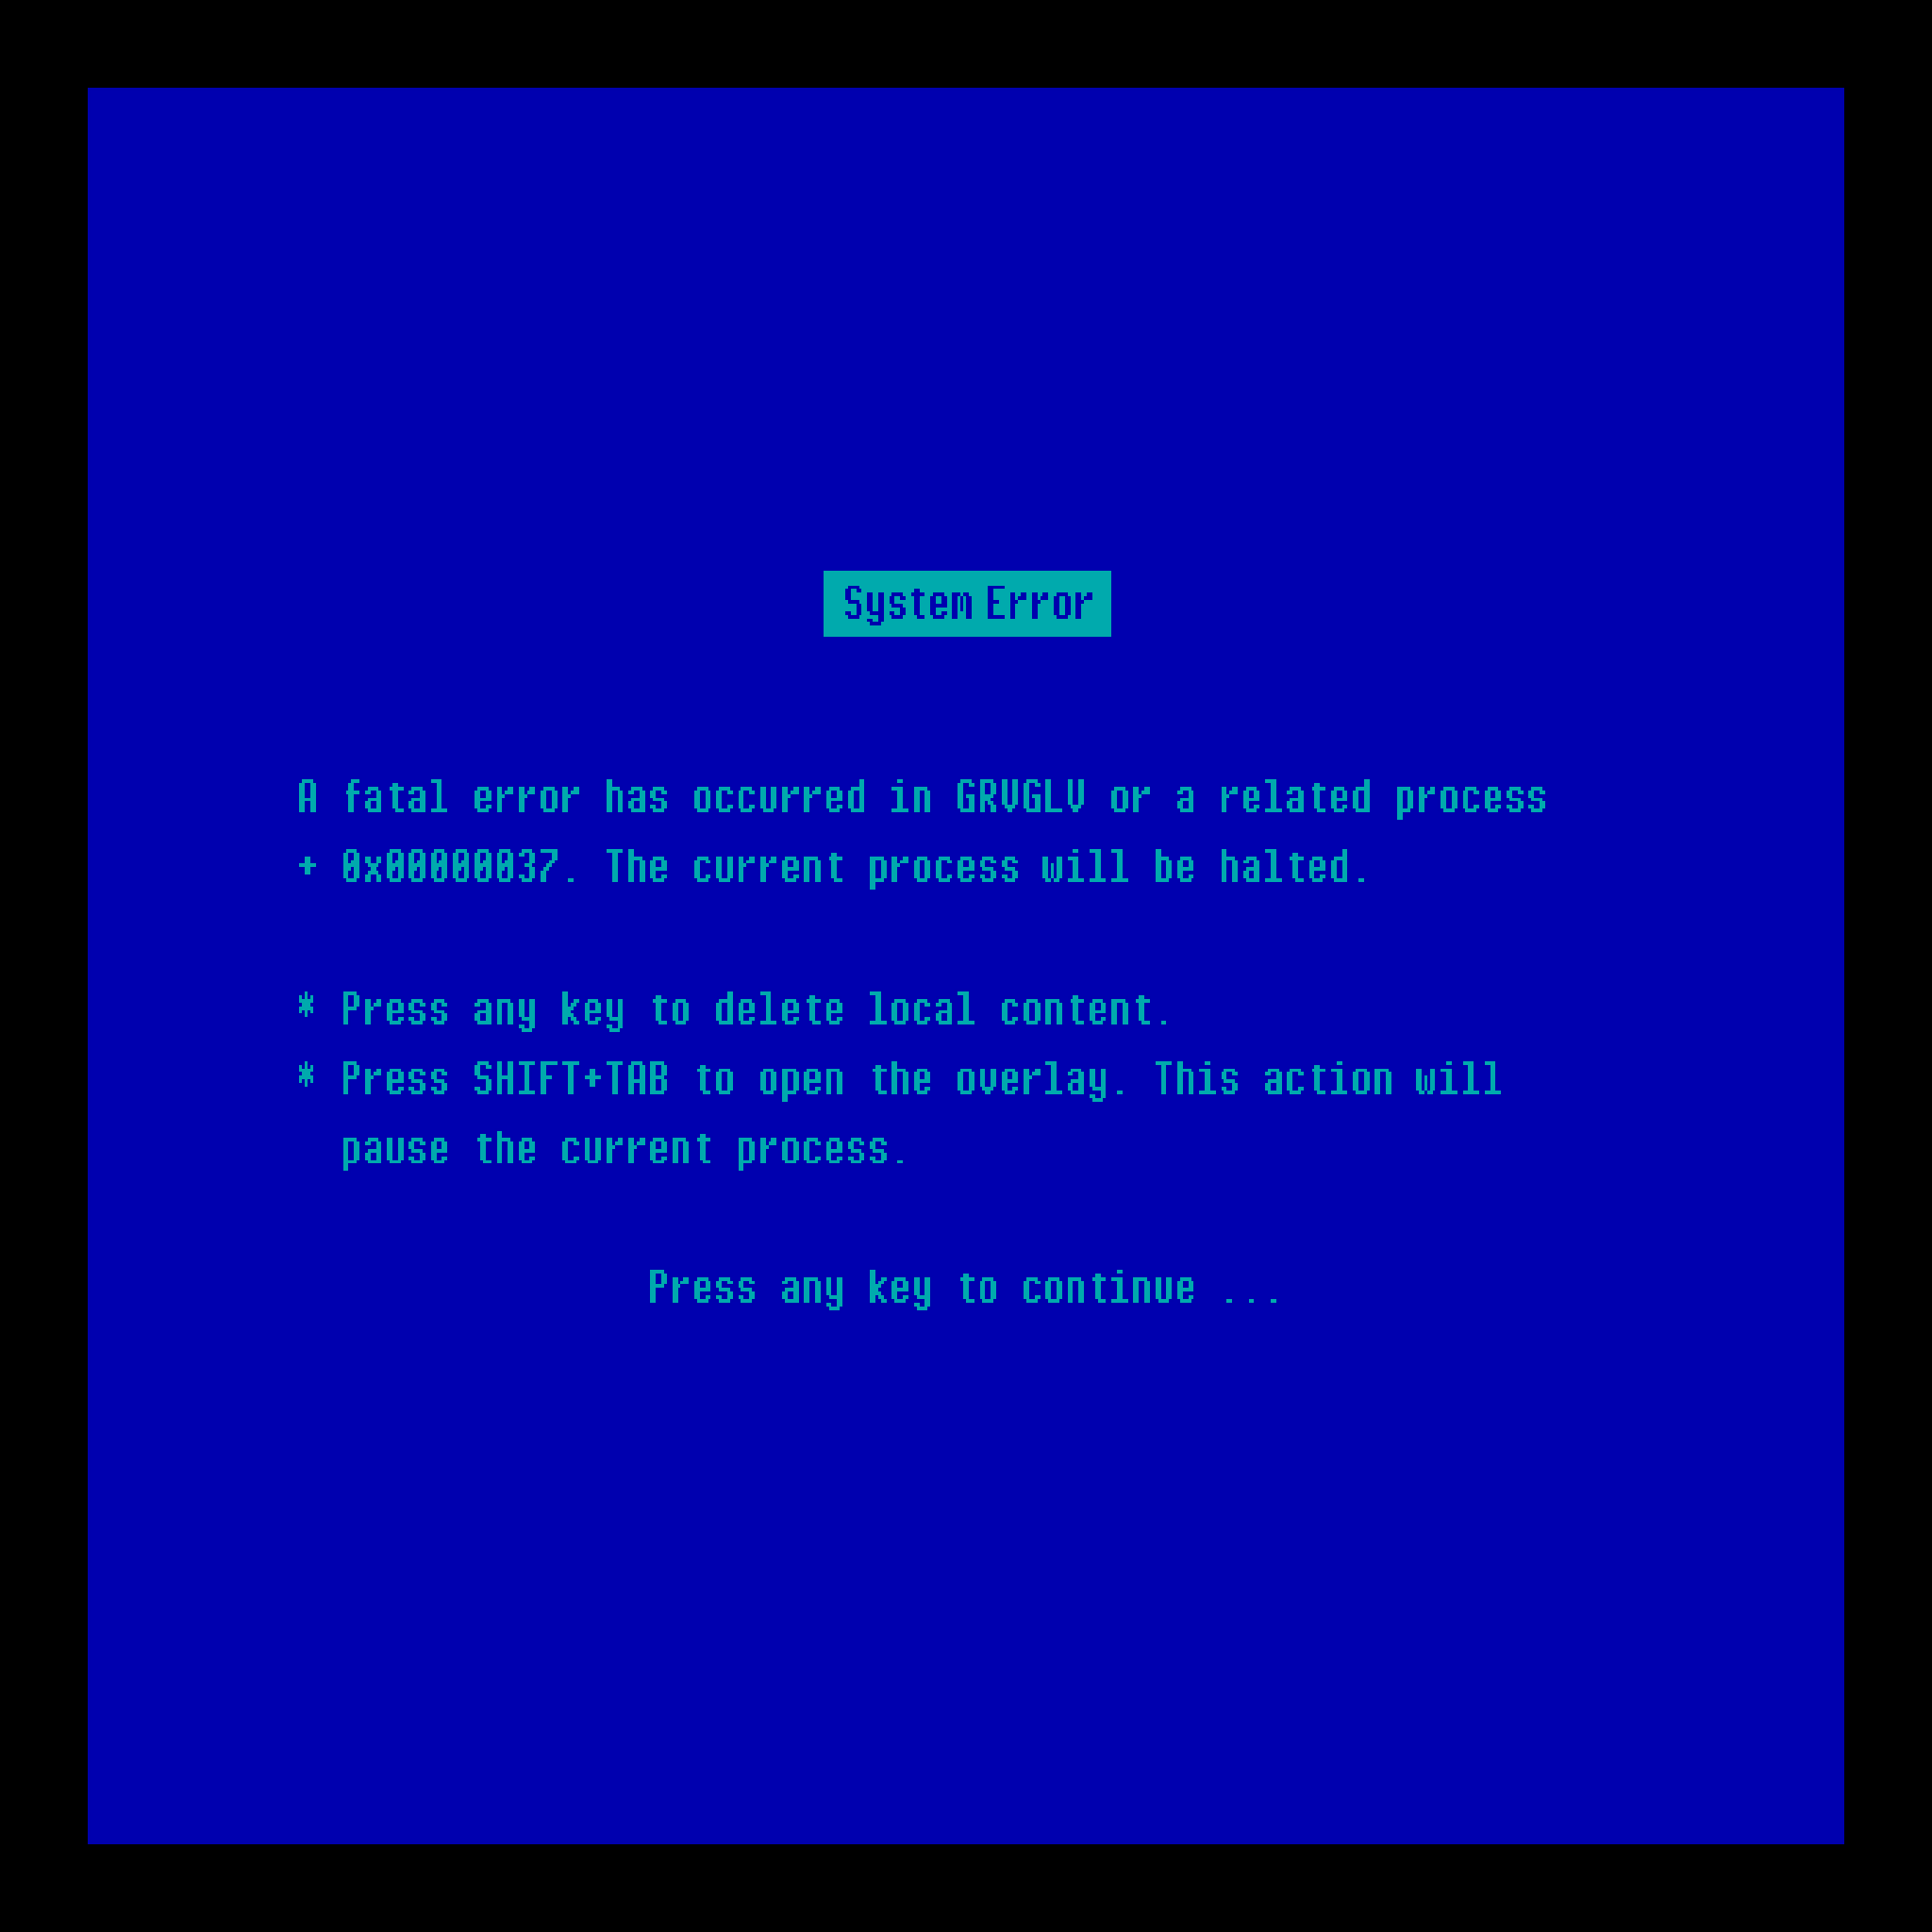 System Error
A fatal error has occurred in GRVGLV or a related process
+ 0x00000037. The current process will be halted.
* Press any key to delete local content.
* Press SHIFT+TAB to open the overlay. This action will
pause the current process.
Press any key to continue ...